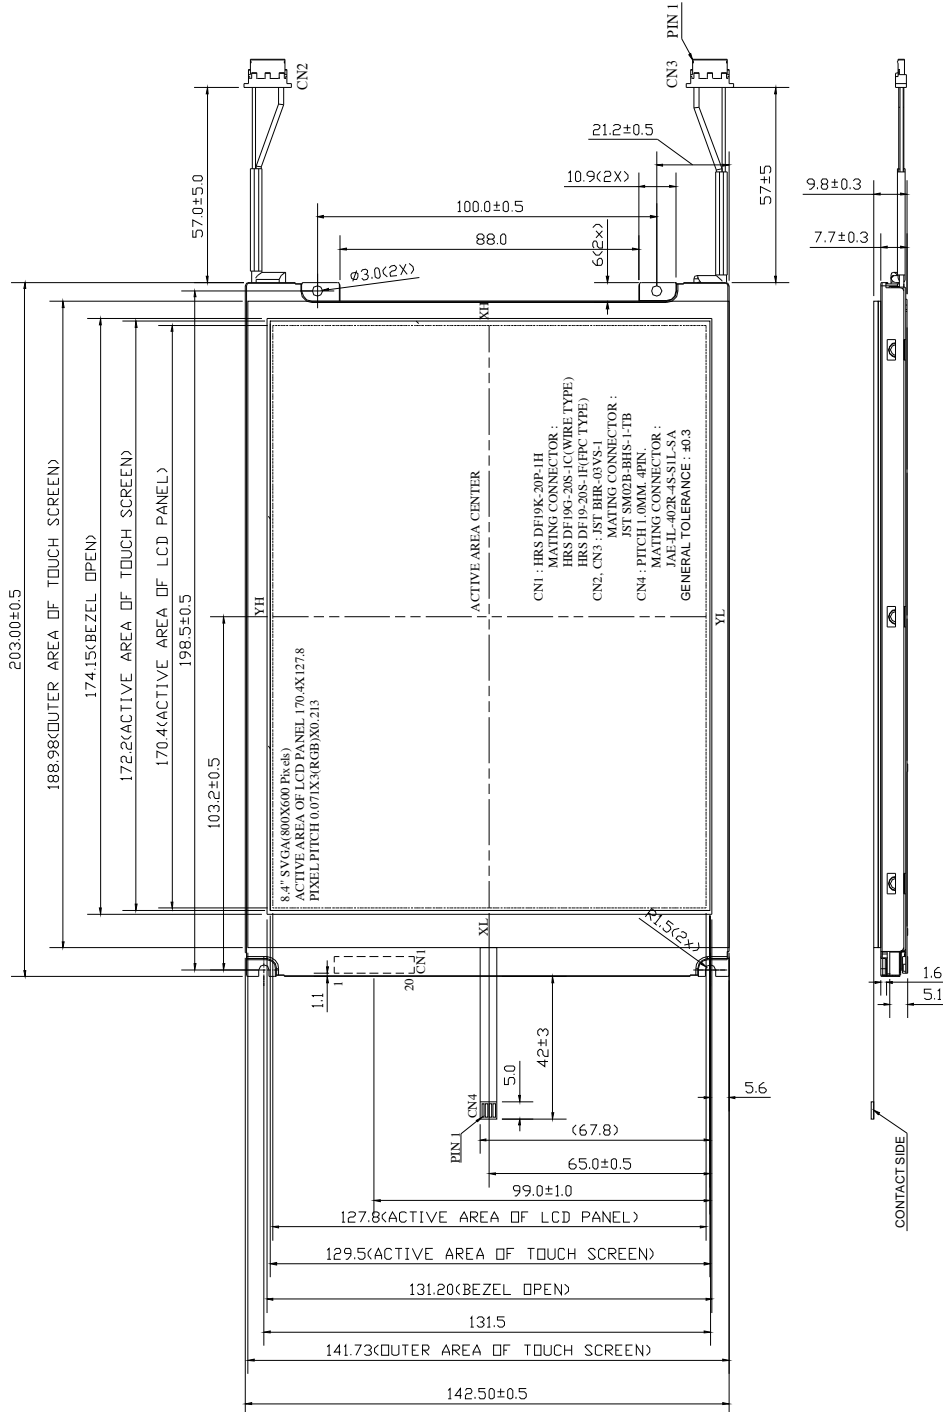 PIN 1
CN2
CN3
21.2±0.5
57.0±5.0
57±5
10.9(2X)
9.8±0.3
100.0±0.5
7.7±0.3
88.0
6(2x)
ø3.0(2X)
XH
203.00±0.5
188.98(OUTER AREA OF TOUCH SCREEN)
174.15(BEZEL OPEN)
172.2(ACTIVE AREA OF TOUCH SCREEN)
170.4(ACTIVE AREA OF LCD PANEL)
198.5±0.5
103.2±0.5
YH
YL
ACTIVE AREA CENTER
CN1 : HRS DF19K-20P-1H
MATING CONNECTOR :
HRS DF19G-20S-1C(WIRE TYPE)
HRS DF19-20S-1F(FPC TYPE)
CN2, CN3 : JST BHR-03VS-1
MATING CONNECTOR :
JST SM02B-BHS-1-TB
CN4 : PITCH 1.0MM, 4PIN.
MATING CONNECTOR :
JAE-IL-402R-4S-S1L-SA
GENERAL TOLERANCE : ±0.3
8.4" SVGA(800X600 Pixels)
ACTIVE AREA OF LCD PANEL 170.4X127.8
PIXEL PITCH 0.071X3(RGB)X0.213
XL
R1.5(2x)
CN1
1
20
1.1
1.6
5.1
42±3
5.0
CN4
PIN 1
5.6
(67.8)
65.0±0.5
99.0±1.0
CONTACT SIDE
127.8(ACTIVE AREA OF LCD PANEL)
129.5(ACTIVE AREA OF TOUCH SCREEN)
131.20(BEZEL OPEN)
131.5
141.73(OUTER AREA OF TOUCH SCREEN)
142.50±0.5